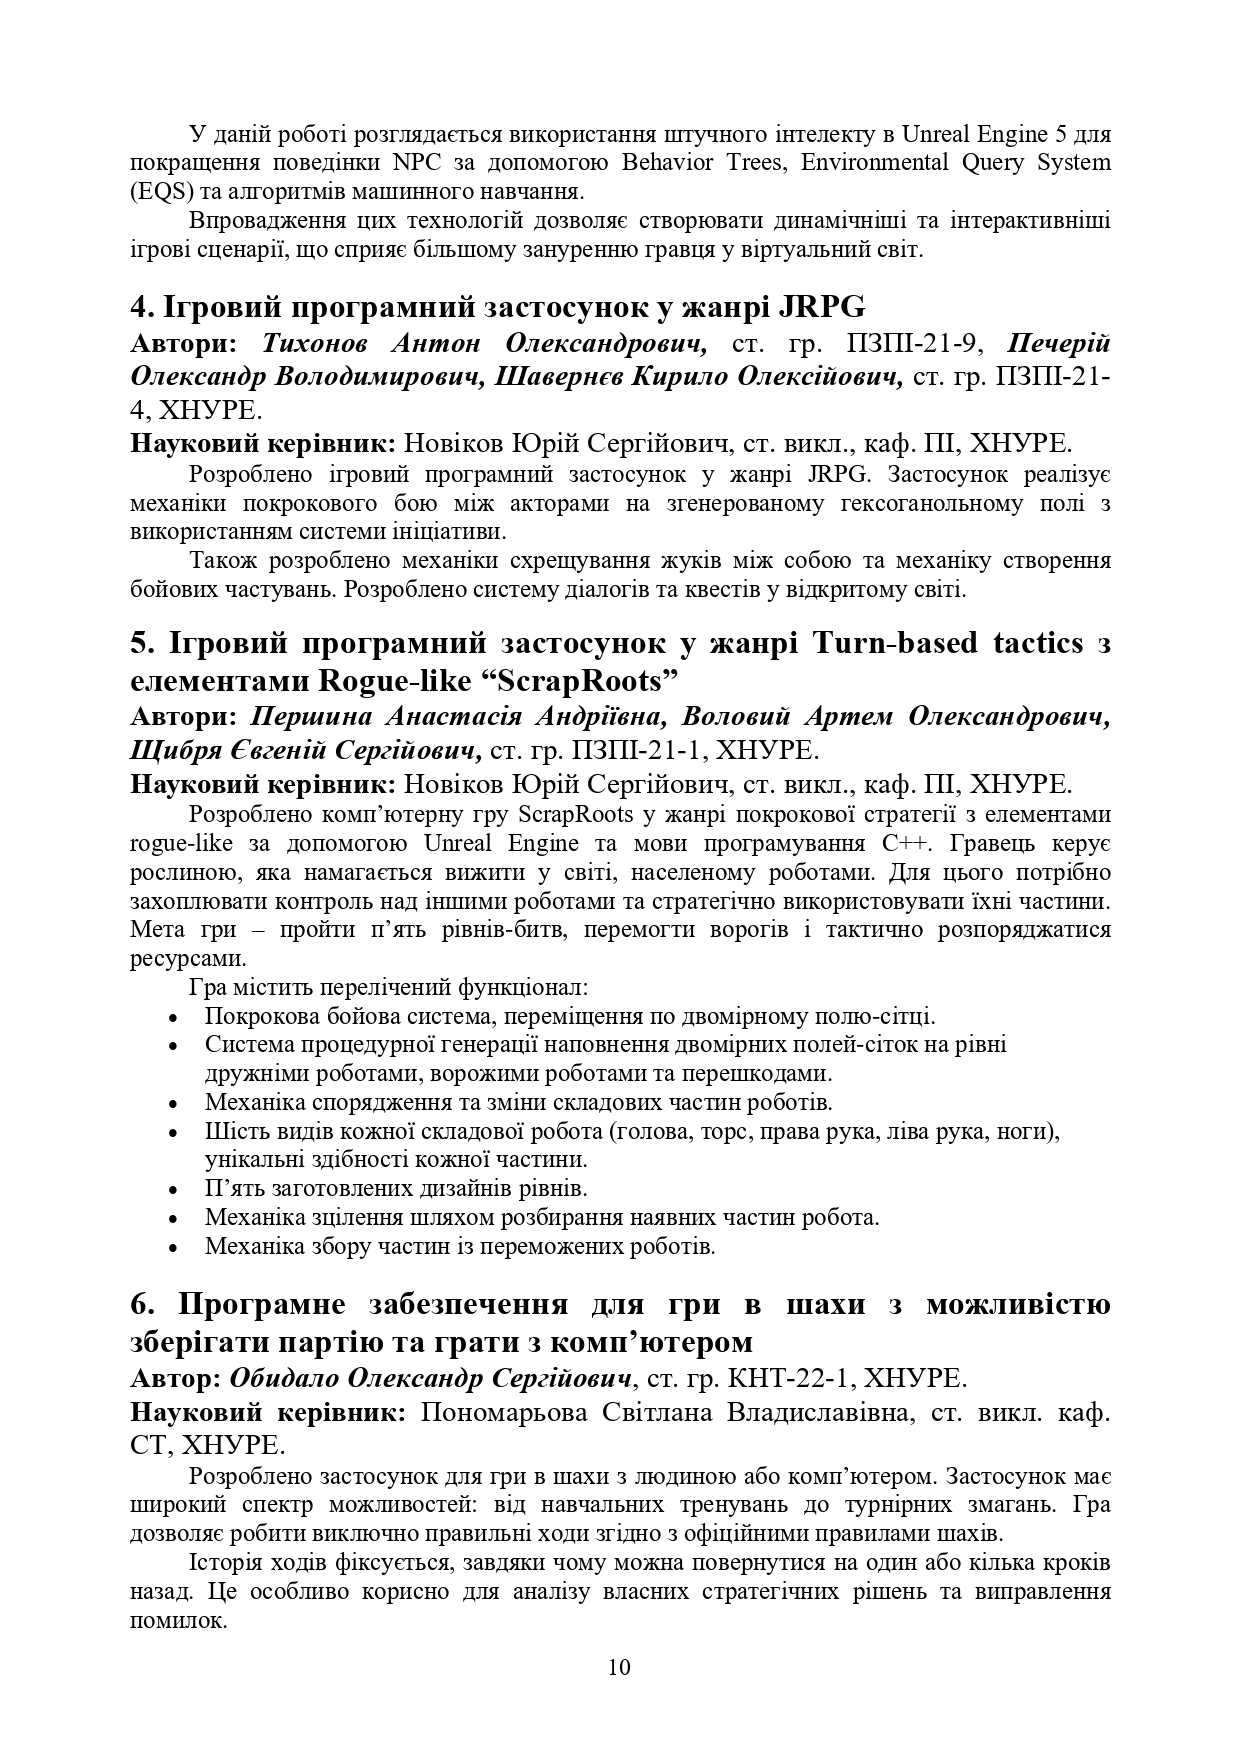 У даній роботі розглядається використання штучного інтелекту в Unreal Engine 5 для
покращення поведінки NPC за допомогою Behavior Trees, Environmental Query System
(EQS) та алгоритмів машинного навчання.
Впровадження цих технологій дозволяє створювати динамічніші та інтерактивніші
ігрові сценарії, що сприяє більшому зануренню гравця у віртуальний світ.
4. Ігровий програмний застосунок у жанрі JRPG
Автори: Тихонов Антон Олександрович, ст. гр. ПЗПІ-21-9, Печерій
Олександр Володимирович, Шавернєв Кирило Олексійович, ст. гр. ПЗПІ-21-
4, ХНУРЕ.
Науковий керівник: Новіков Юрій Сергійович, ст. викл., каф. ПІ, ХНУРЕ.
Розроблено ігровий програмний застосунок у жанрі JRPG. Застосунок реалізує
механіки покрокового бою між акторами на згенерованому гексоганольному полі з
використанням системи ініціативи.
Також розроблено механіки схрещування жуків між собою та механіку створення
бойових частувань. Розроблено систему діалогів та квестів у відкритому світі.
5. Ігровий програмний застосунок у жанрі Turn-based tactics з
елементами Rogue-like “ScrapRoots”
Автори: Першина Анастасія Андріївна, Воловий Артем Олександрович,
Щибря Євгеній Сергійович, ст. гр. ПЗПІ-21-1, ХНУРЕ.
Науковий керівник: Новіков Юрій Сергійович, ст. викл., каф. ПІ, ХНУРЕ.
Розроблено комп’ютерну гру ScrapRoots у жанрі покрокової стратегії з елементами
rogue-like за допомогою Unreal Engine та мови програмування C++. Гравець керує
рослиною, яка намагається вижити у світі, населеному роботами. Для цього потрібно
захоплювати контроль над іншими роботами та стратегічно використовувати їхні частини.
Мета гри – пройти п’ять рівнів-битв, перемогти ворогів і тактично розпоряджатися
ресурсами.
Гра містить перелічений функціонал:
• Покрокова бойова система, переміщення по двомірному полю-сітці.
• Система процедурної генерації наповнення двомірних полей-сіток на рівні
дружніми роботами, ворожими роботами та перешкодами.
• Механіка спорядження та зміни складових частин роботів.
• Шість видів кожної складової робота (голова, торс, права рука, ліва рука, ноги),
унікальні здібності кожної частини.
• П’ять заготовлених дизайнів рівнів.
• Механіка зцілення шляхом розбирання наявних частин робота.
• Механіка збору частин із переможених роботів.
6. Програмне забезпечення для гри в шахи з можливістю
зберігати партію та грати з комп’ютером
Автор: Обидало Олександр Сергійович, ст. гр. КНТ-22-1, ХНУРЕ.
Науковий керівник: Пономарьова Світлана Владиславівна, ст. викл. каф.
СТ, ХНУРЕ.
Розроблено застосунок для гри в шахи з людиною або комп’ютером. Застосунок має
широкий спектр можливостей: від навчальних тренувань до турнірних змагань. Гра
дозволяє робити виключно правильні ходи згідно з офіційними правилами шахів.
Історія ходів фіксується, завдяки чому можна повернутися на один або кілька кроків
назад. Це особливо корисно для аналізу власних стратегічних рішень та виправлення
помилок.
10